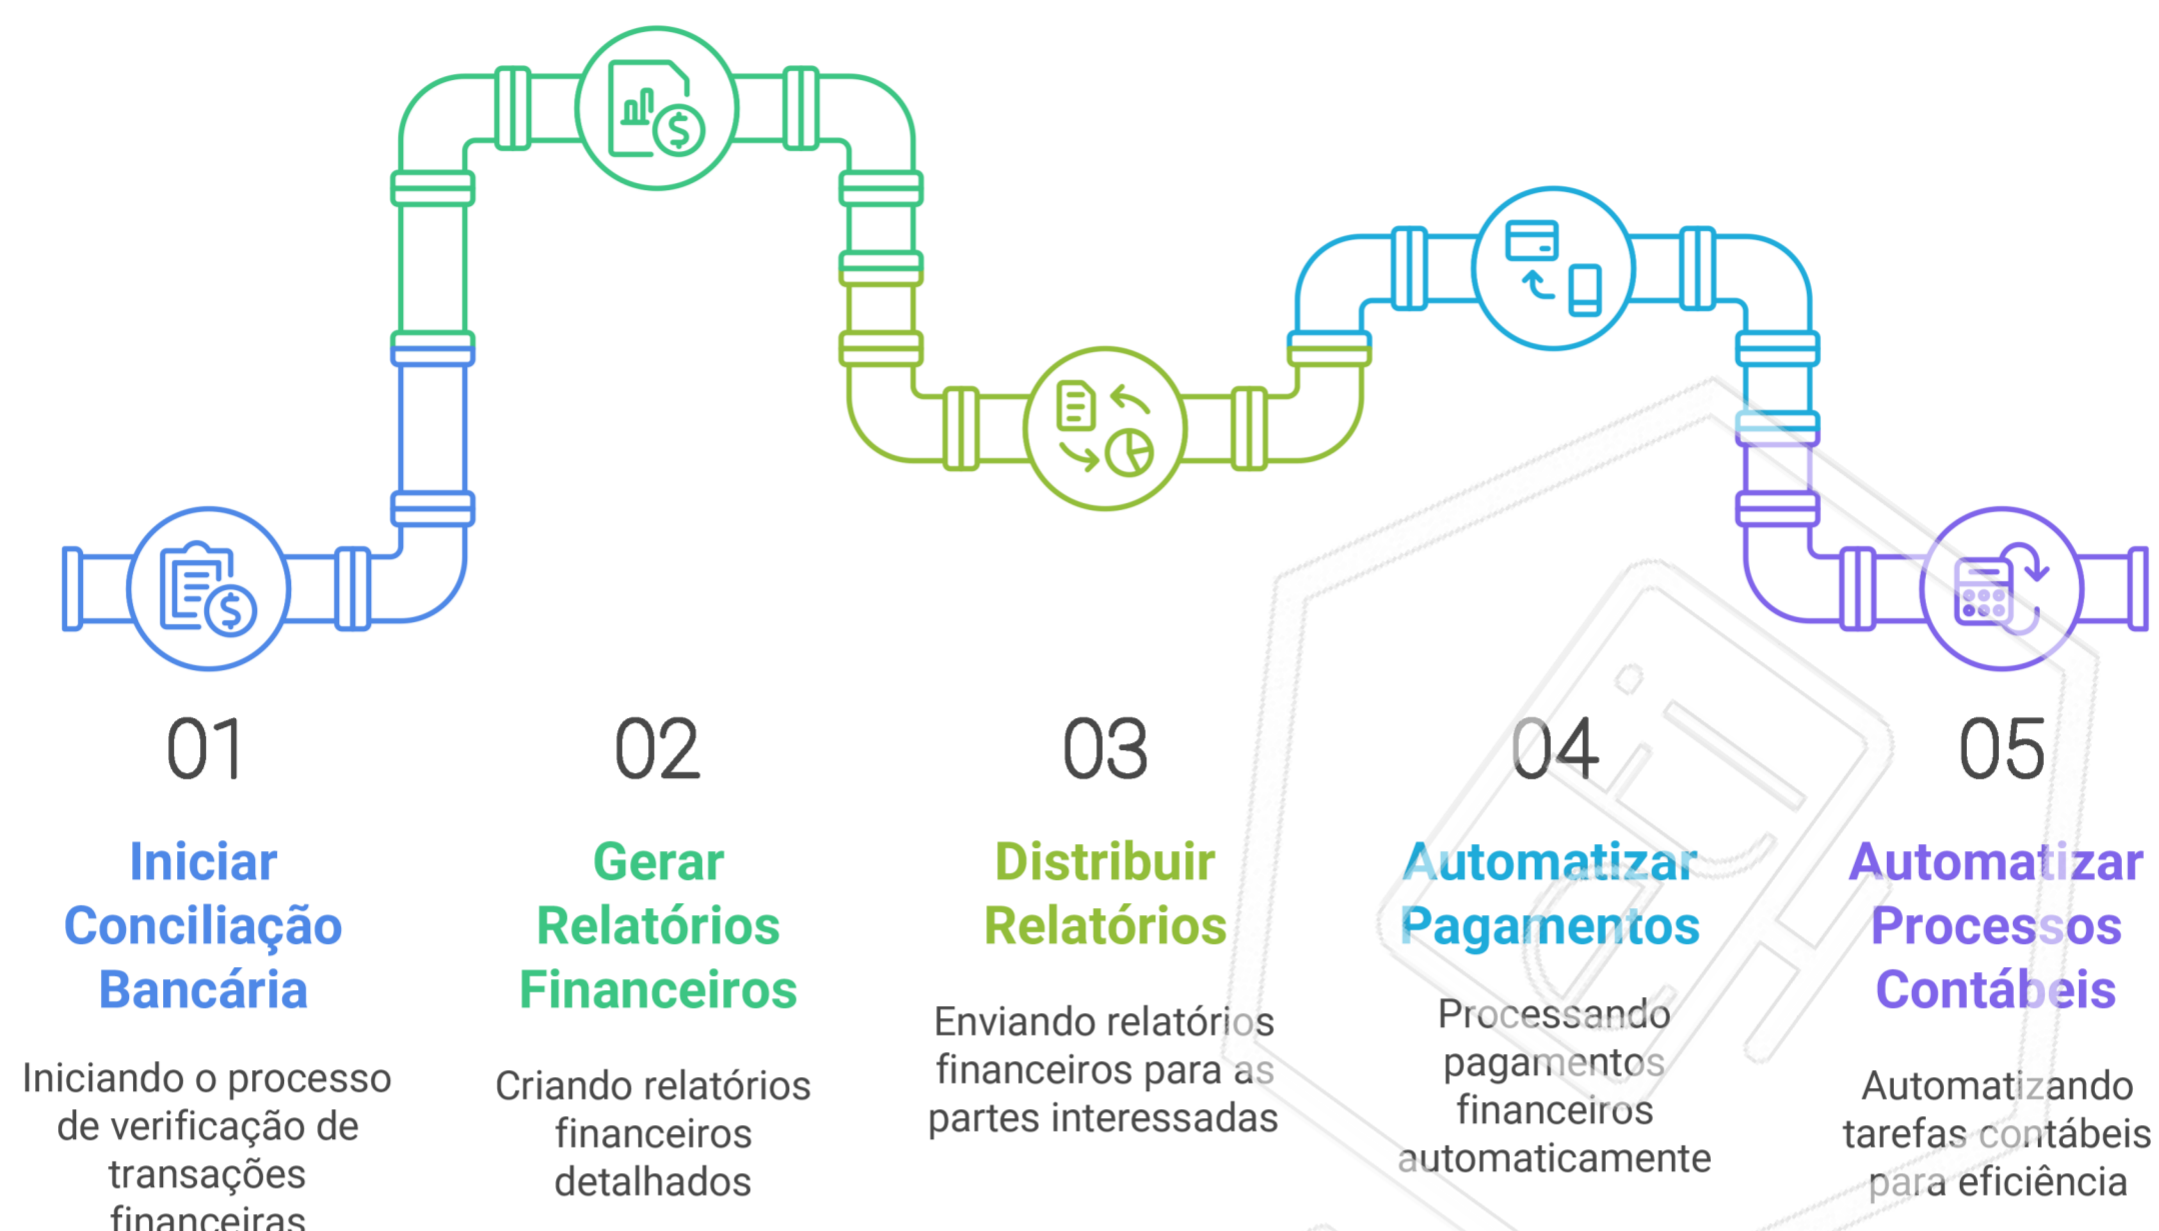 01
Iniciar
Conciliação
Bancária
Iniciando o processo
de verificação de
transações
financeiras
02
Gerar
Relatórios
Financeiros
Criando relatórios
financeiros
detalhados
03
Distribuir
Relatórios
Enviando relatórios
financeiros para as
partes interessadas
04
Automatizar
Pagamentos
Processando
pagamentos
financeiros
automaticamente
05
Automatizar
Processos
Contábeis
Automatizando
tarefas contábeis
para eficiência